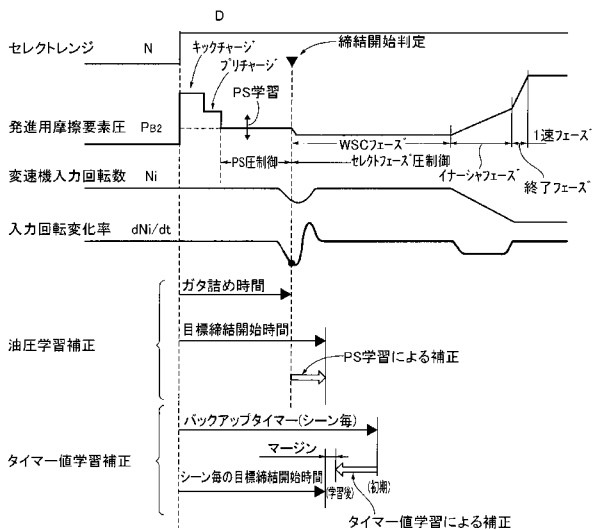 D
セレクトレンジ N
締結開始判定
キックチャージ
プリチャージ
PS学習
発進用摩擦要素圧 PB2
1速フェーズ
WSCフェーズ
PS圧制御
セレクトフェーズ圧制御
イナーシャフェーズ
終了フェーズ
変速機入力回転数 Ni
入力回転変化率 dNi/dt
ガタ詰め時間
目標締結開始時間
油圧学習補正
PS学習による補正
バックアップタイマー(シーン毎)
マージン
タイマー値学習補正
シーン毎の目標締結開始時間
(学習後)
(初期)
タイマー値学習による補正